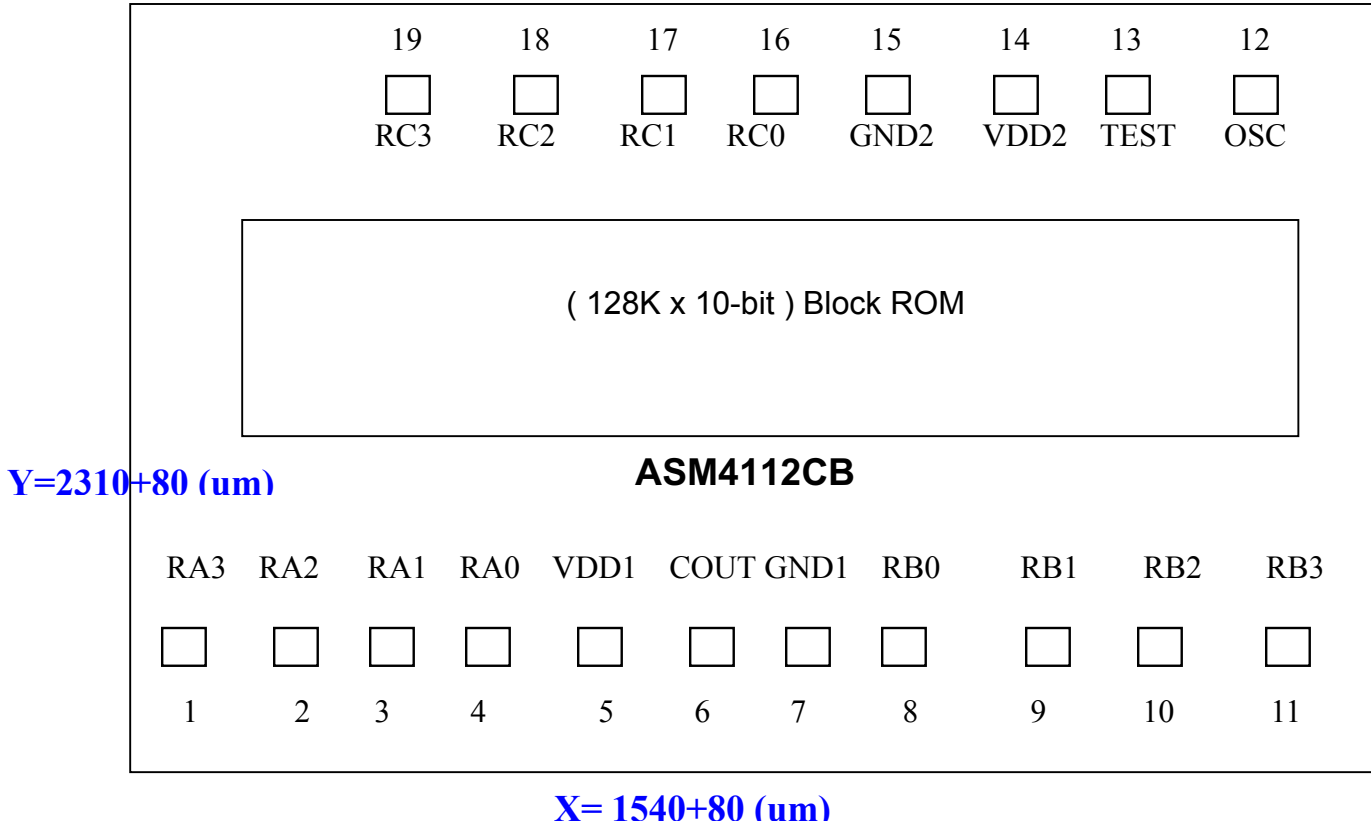 19 18 17 16 15 14 13 12
RC3 RC2 RC1 RC0 GND2 VDD2 TEST OSC
( 128K x 10-bit ) Block ROM
ASM4112CB
Y=2310+80 (um)
RA3 RA2 RA1 RA0 VDD1 COUT GND1 RB0 RB1 RB2 RB3
1 2 3 4 5 6 7 8 9 10 11
X= 1540+80 (um)